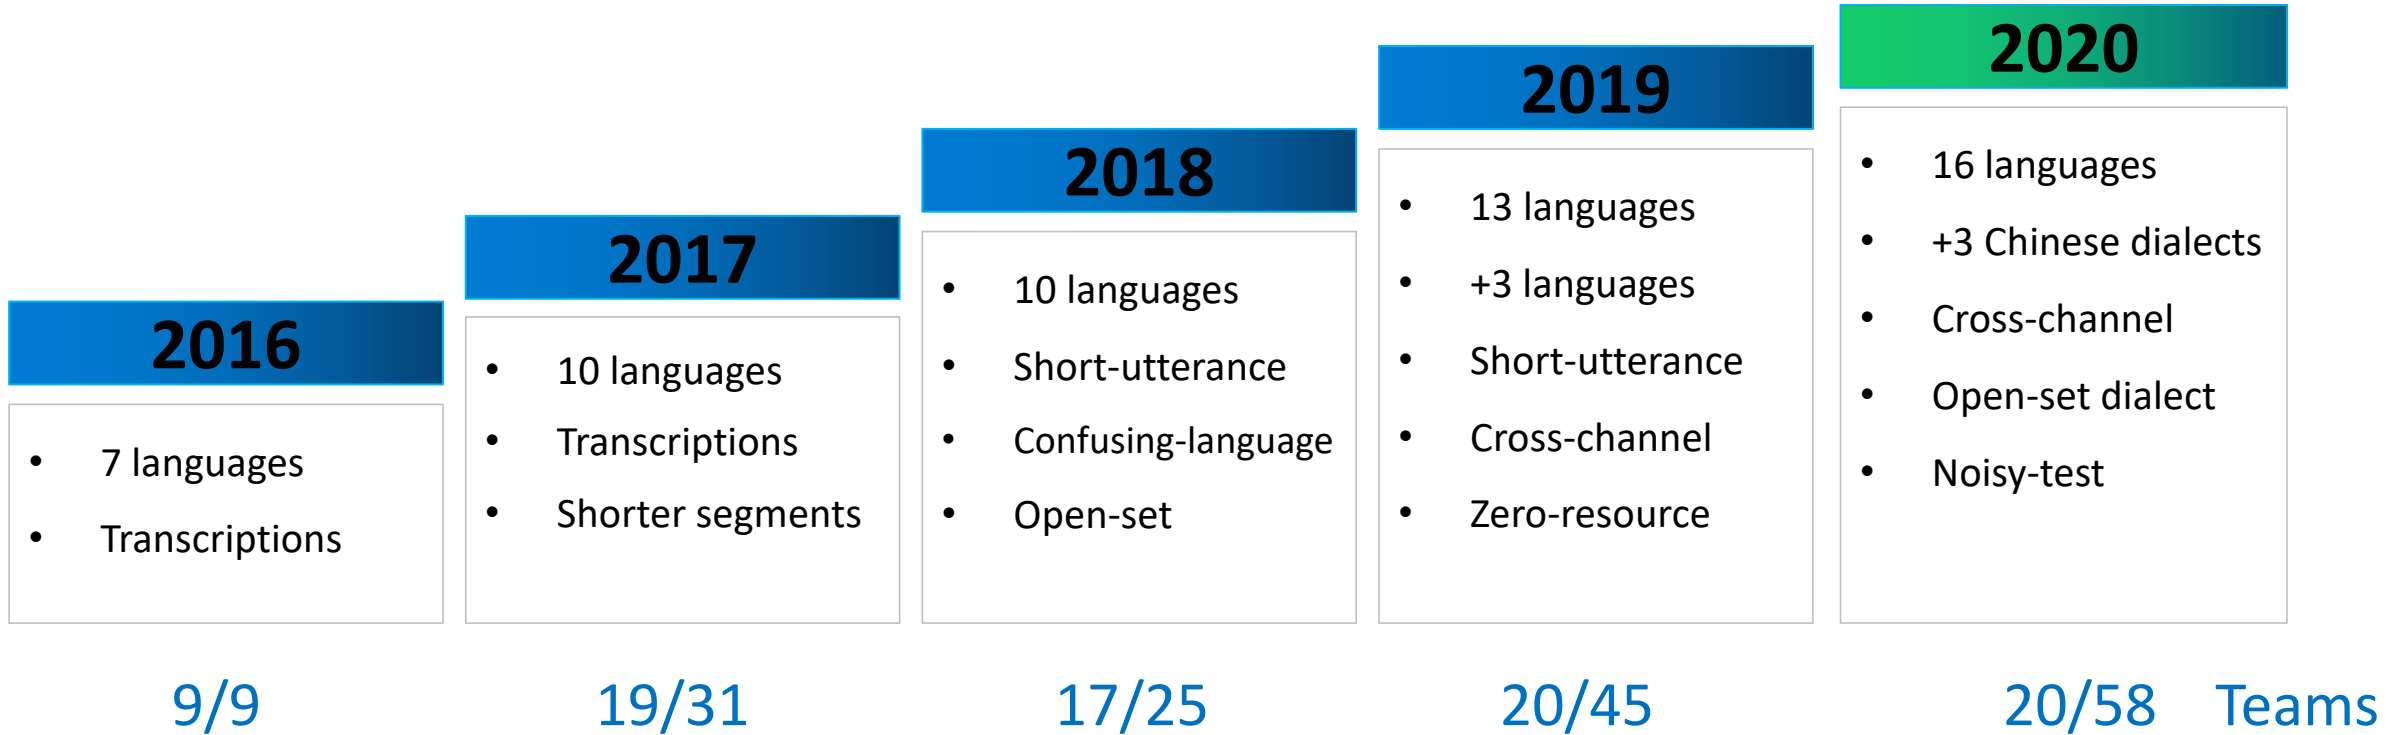 2016
• 7 languages
• Transcriptions
9/9
2017
• 10 languages
• Transcriptions
• Shorter segments
19/31
2018
• 10 languages
• Short-utterance
• Confusing-language
• Open-set
17/25
2019
• 13 languages
• +3 languages
• Short-utterance
• Cross-channel
• Zero-resource
20/45
2020
• 16 languages
• +3 Chinese dialects
• Cross-channel
• Open-set dialect
• Noisy-test
20/58 Teams